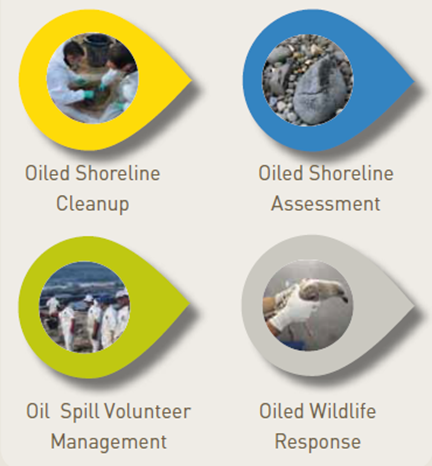 Oiled Shoreline
Cleanup
Oiled Shoreline
Assessment
Oil Spill Volunteer
Management
Oiled Wildlife
Response